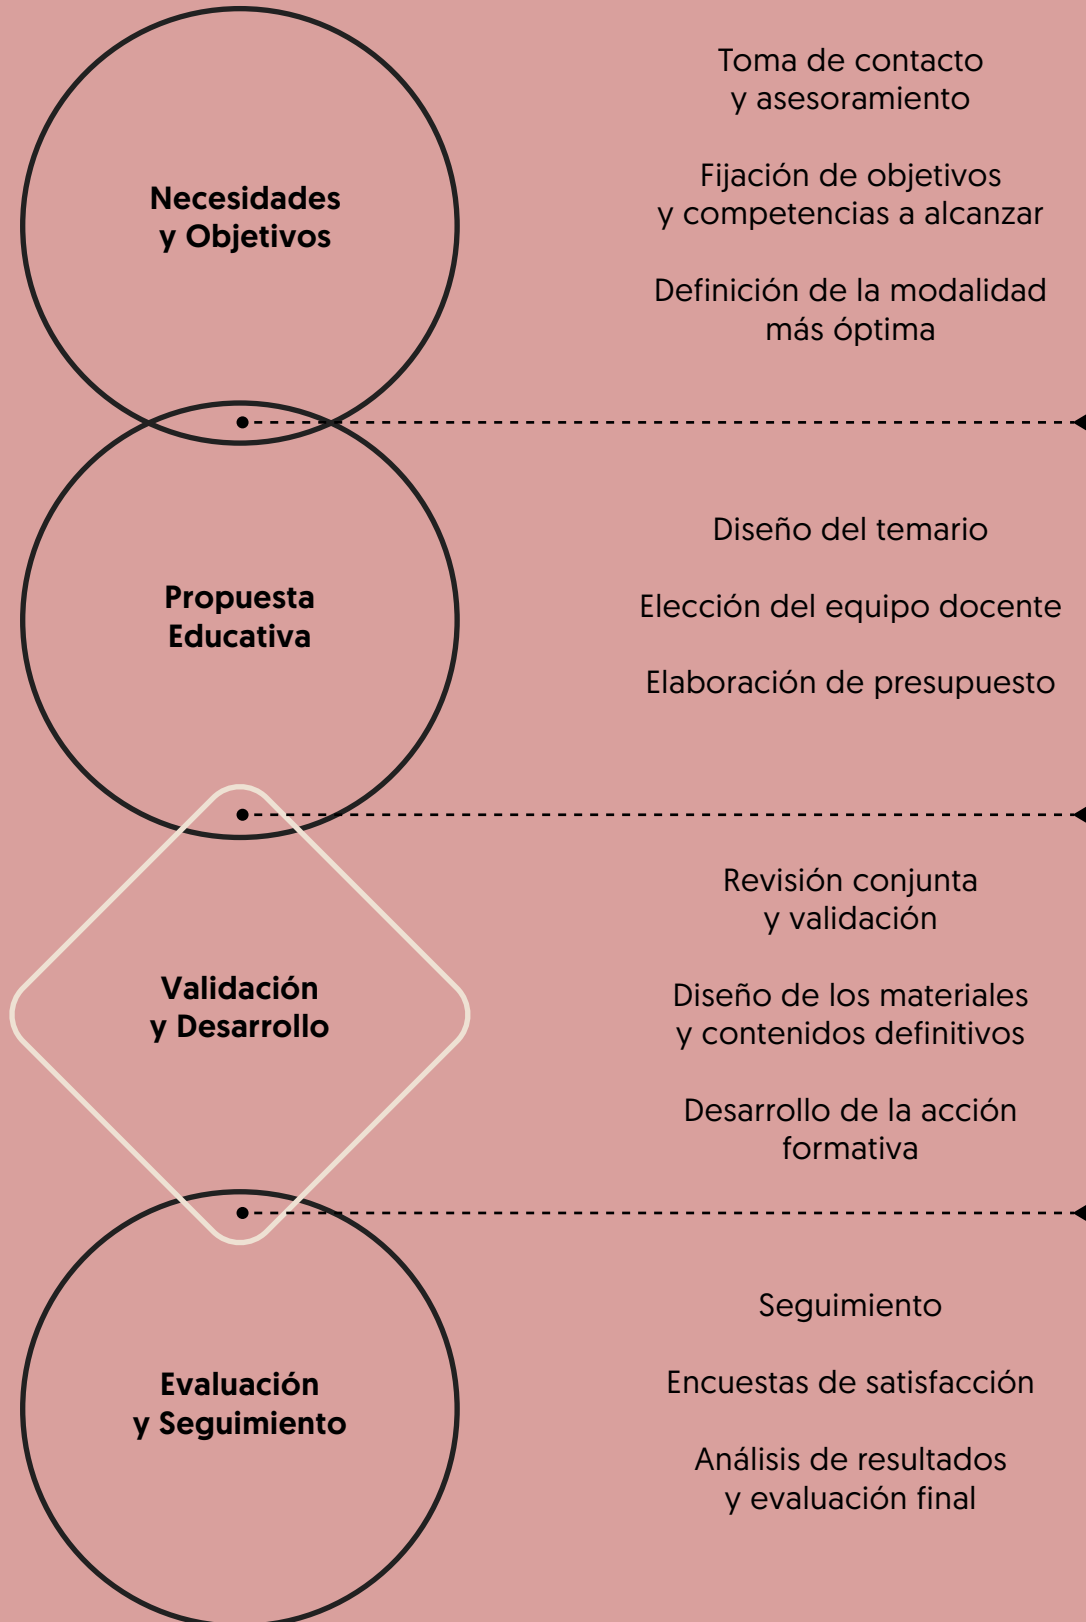 Necesidades
y Objetivos
Toma de contacto
y asesoramiento
Fijación de objetivos
y competencias a alcanzar
Definición de la modalidad
más óptima
Propuesta
Educativa
Diseño del temario
Elección del equipo docente
Elaboración de presupuesto
Validación
y Desarrollo
Revisión conjunta
y validación
Diseño de los materiales
y contenidos definitivos
Desarrollo de la acción
formativa
Evaluación
y Seguimiento
Seguimiento
Encuestas de satisfacción
Análisis de resultados
y evaluación final